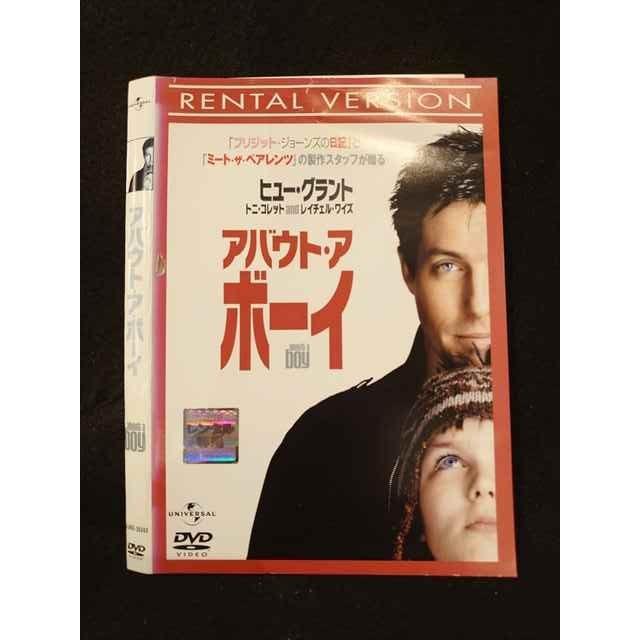 RENTAL VERSION
「ブリジット・ジョーンズの日記」と
「ミート・ザ・ペアレンツ」の製作スタッフが贈る
ヒュー・グラント
トニ・コレット and レイチェル・ワイズ
アバウト・ア
ボーイ
about a
boy
UNIVERSAL
DVD
VIDEO
アバウト・ア ボーイ
about a
boy
DVD